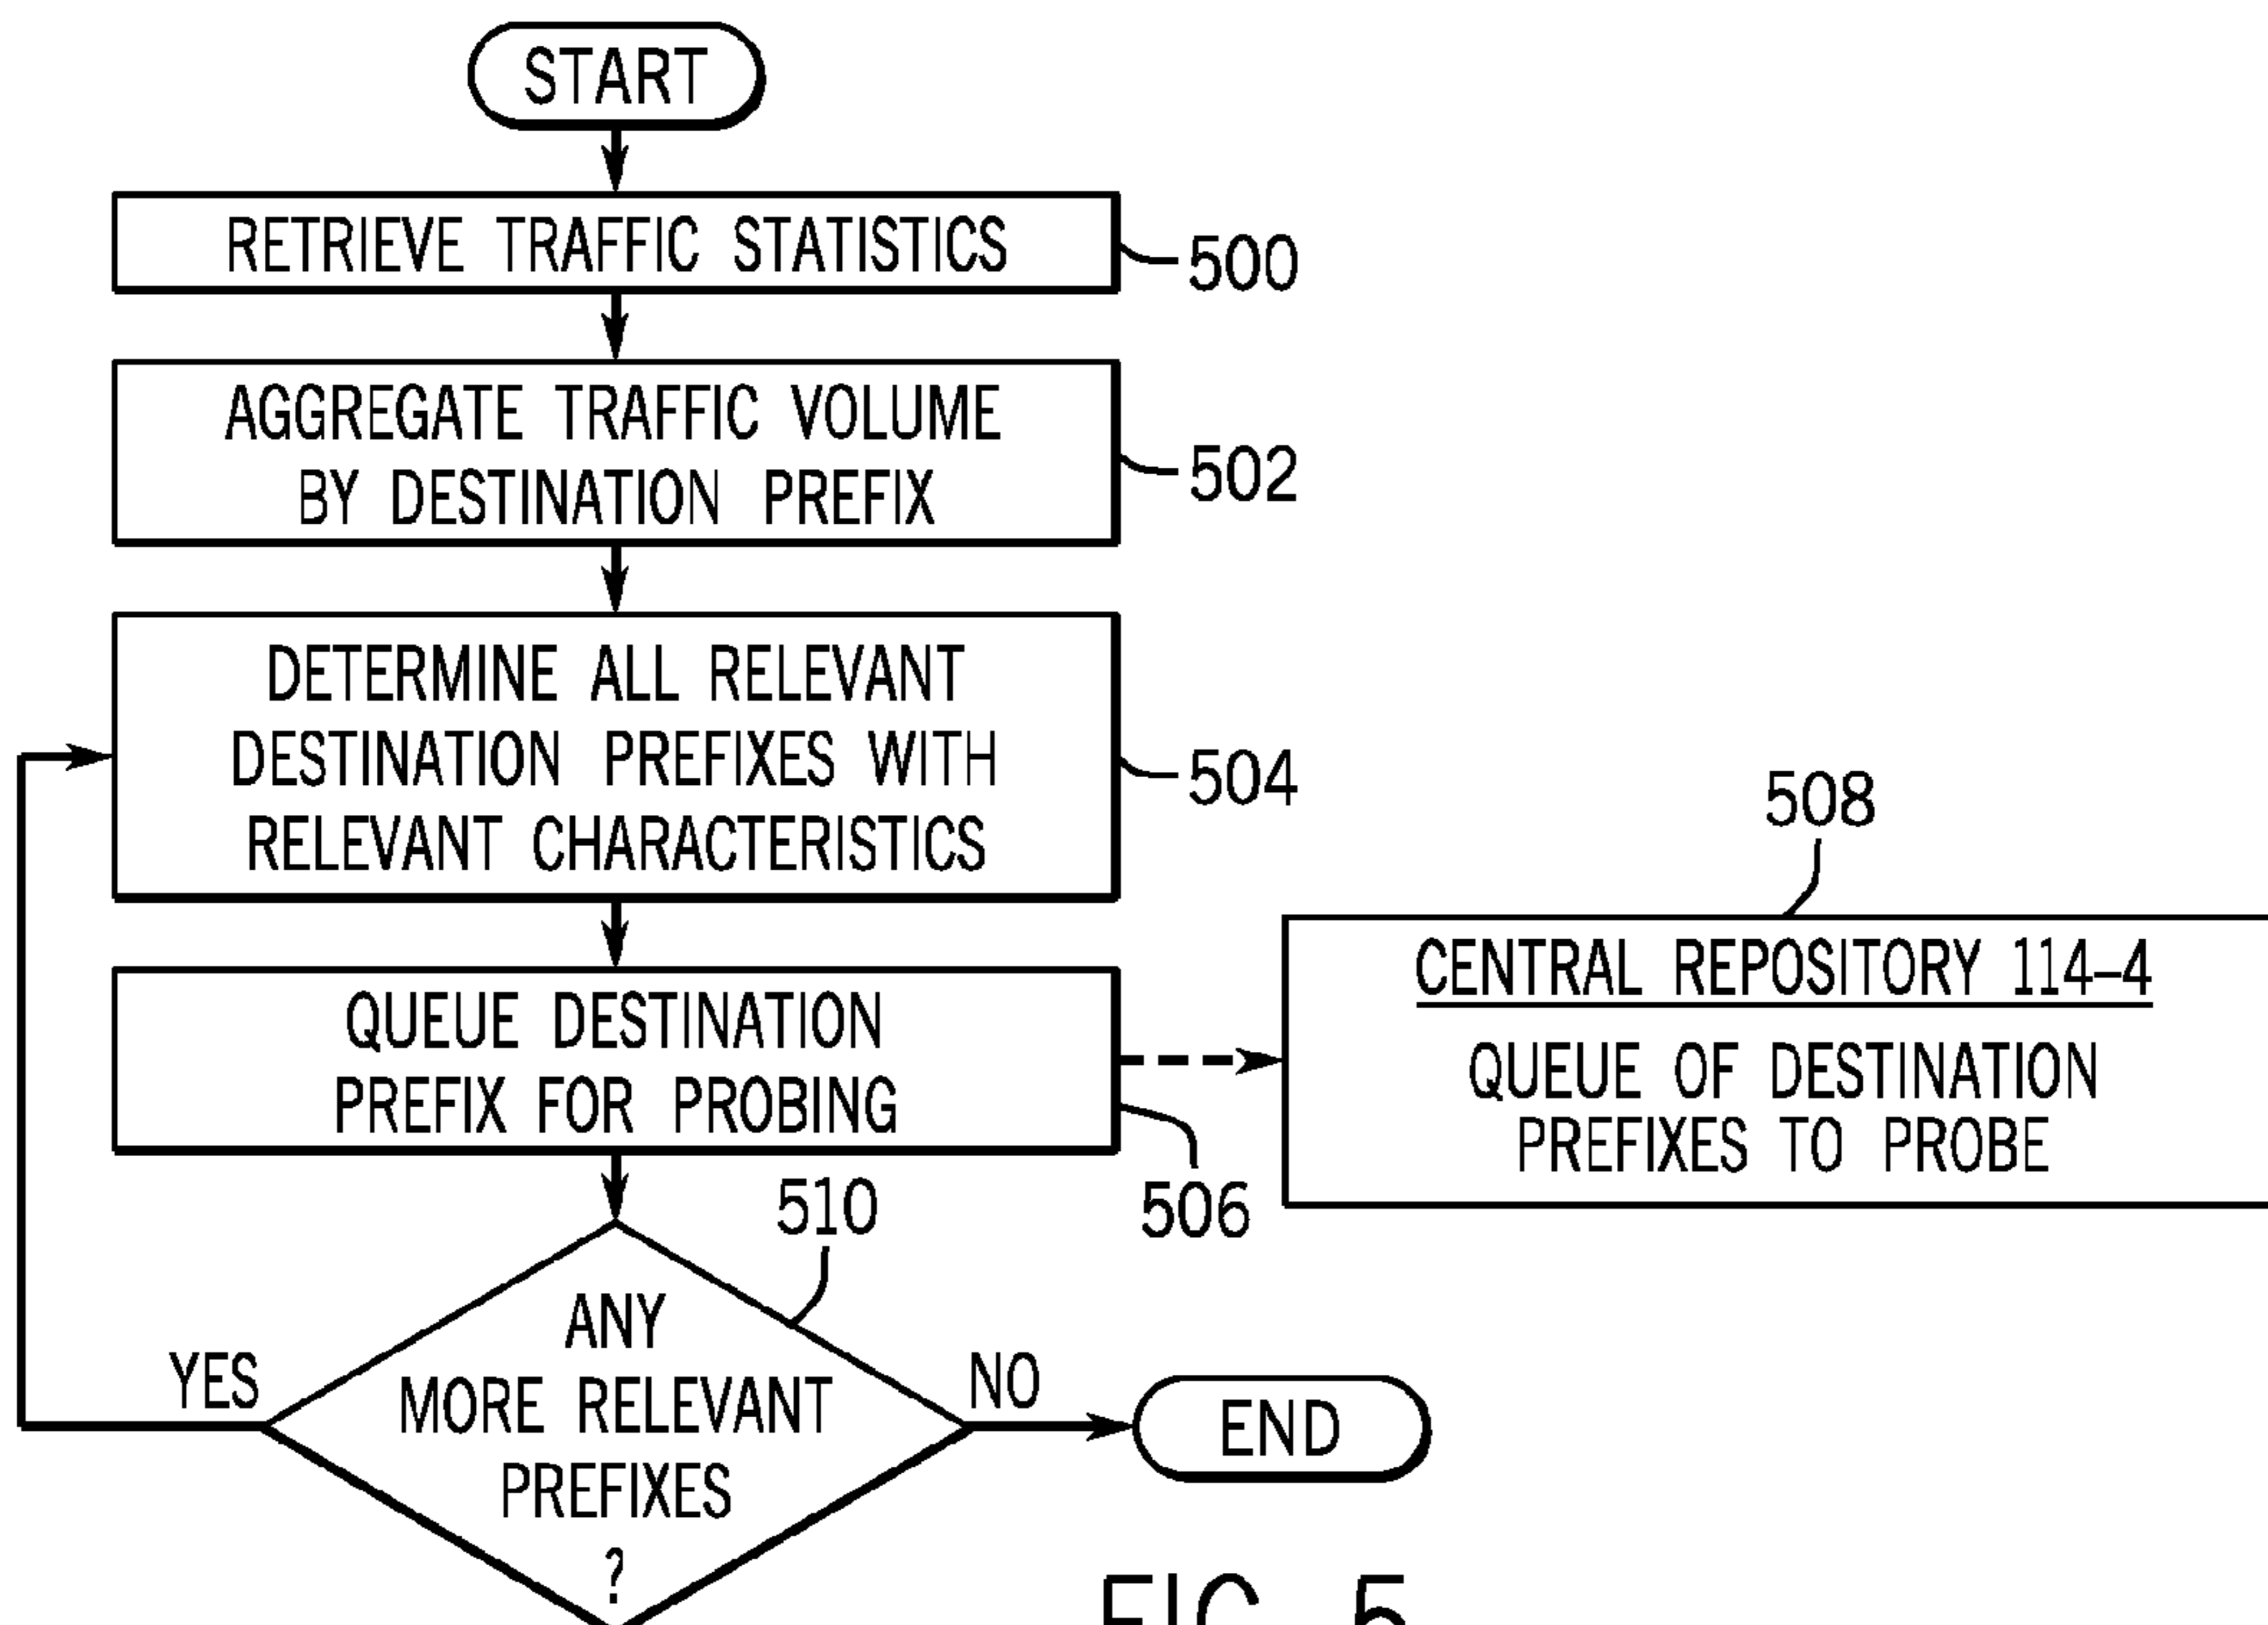 START
RETRIEVE TRAFFIC STATISTICS
500
AGGREGATE TRAFFIC VOLUME
BY DESTINATION PREFIX
502
DETERMINE ALL RELEVANT
DESTINATION PREFIXES WITH
RELEVANT CHARACTERISTICS
504
508
CENTRAL REPOSITORY 114-4
QUEUE OF DESTINATION
PREFIXES TO PROBE
QUEUE DESTINATION
PREFIX FOR PROBING
506
510
ANY
MORE RELEVANT
PREFIXES
?
YES
NO
END
FIG. 5